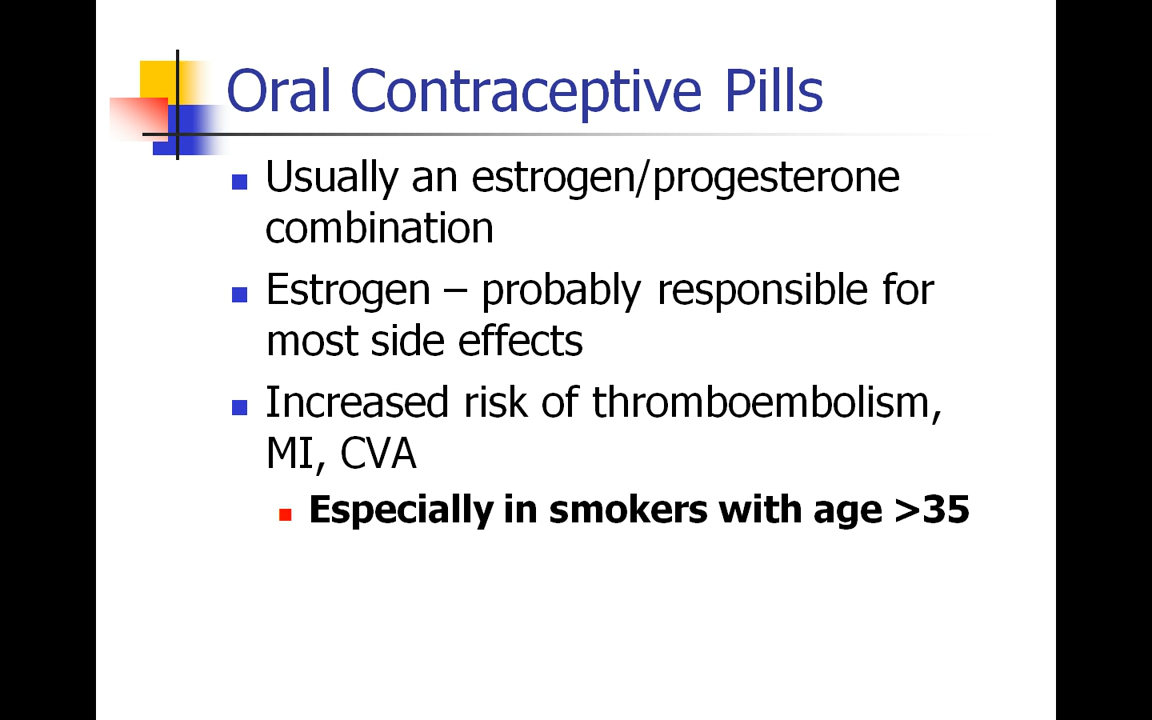 Oral Contraceptive Pills
Usually an estrogen/progesterone
combination
Estrogen – probably responsible for
most side effects
Increased risk of thromboembolism,
MI, CVA
Especially in smokers with age >35